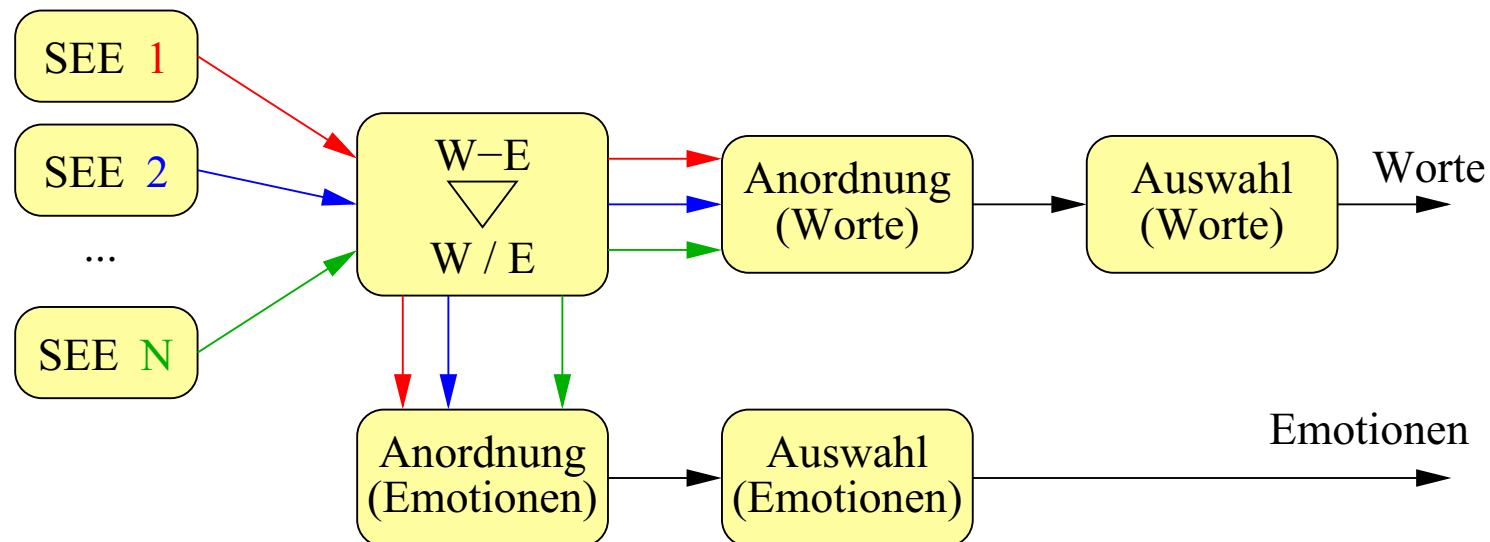 SEE 1
SEE 2
...
SEE N
W−E
W / E
Anordnung
(Worte)
Auswahl
(Worte)
Worte
Anordnung
(Emotionen)
Auswahl
(Emotionen)
Emotionen